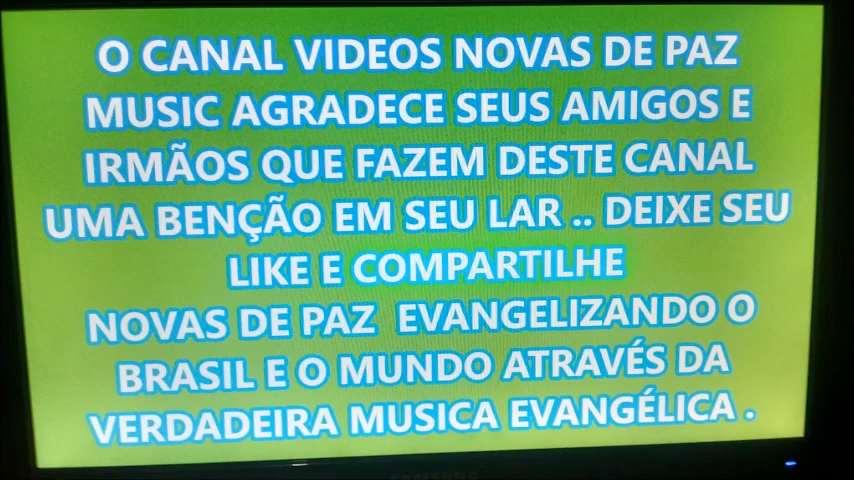 O CANAL VIDEOS NOVAS DE PAZ
MUSIC AGRADECE SEUS AMIGOS E
IRMÃOS QUE FAZEM DESTE CANAL
UMA BENÇÃO EM SEU LAR .. DEIXE SEU
LIKE E COMPARTILHE
NOVAS DE PAZ EVANGELIZANDO O
BRASIL E O MUNDO ATRAVÉS DA
VERDADEIRA MUSICA EVANGÉLICA .